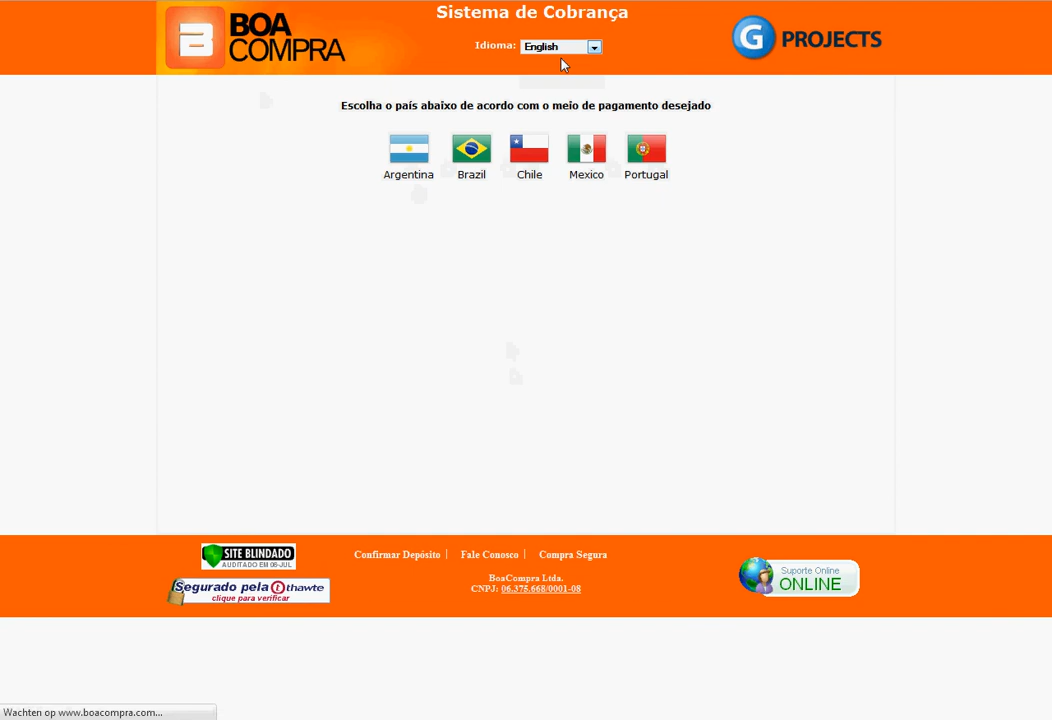 BOA
COMPRA
Sistema de Cobrança
Idioma: English
G PROJECTS
Escolha o país abaixo de acordo com o meio de pagamento desejado
Argentina Brazil Chile Mexico Portugal
SITE BLINDADO
AUDITADO EM 06-JUL
Segurado pela thawte
clique para verificar
Confirmar Depósito | Fale Conosco | Compra Segura
BoaCompra Ltda.
CNPJ: 06.375.668/0001-08
Suporte Online
ONLINE
Wachten op www.boacompra.com...